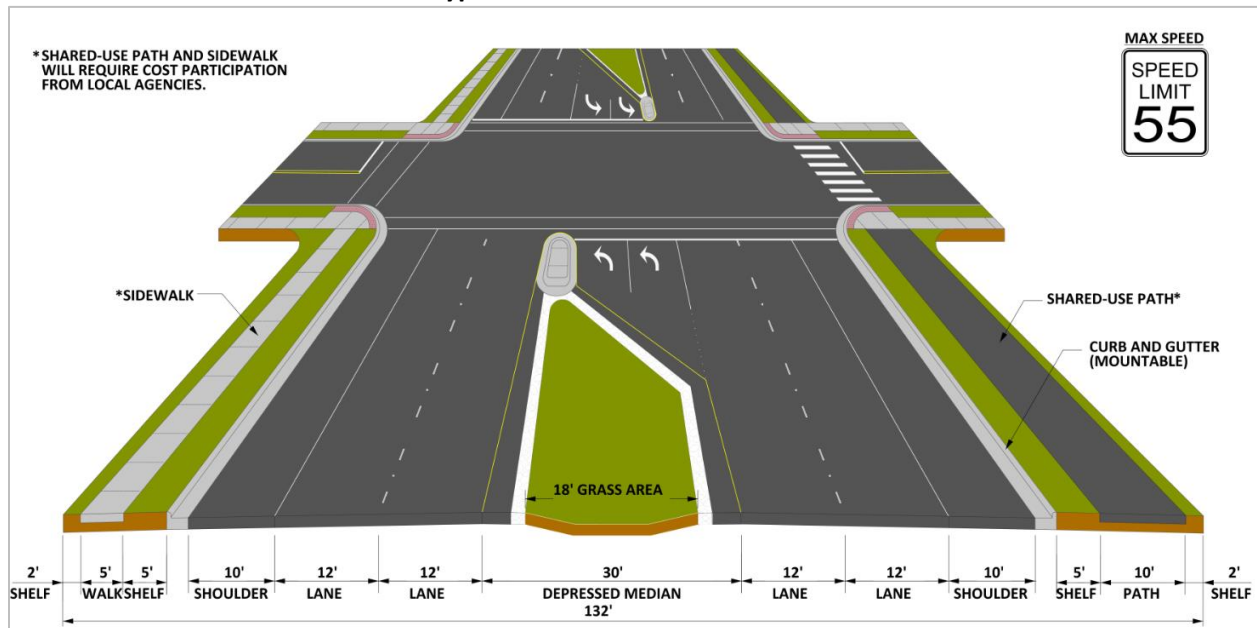 *SHARED-USE PATH AND SIDEWALK
WILL REQUIRE COST PARTICIPATION
FROM LOCAL AGENCIES.
MAX SPEED
SPEED
LIMIT
55
*SIDEWALK
SHARED-USE PATH*
CURB AND GUTTER
(MOUNTABLE)
18' GRASS AREA
2' 5' 5' 10' 12' 12' 30' 12' 12' 10' 5' 10' 2'
SHELF WALK SHELF SHOULDER LANE LANE DEPRESSED MEDIAN LANE LANE SHOULDER SHELF PATH SHELF
132'